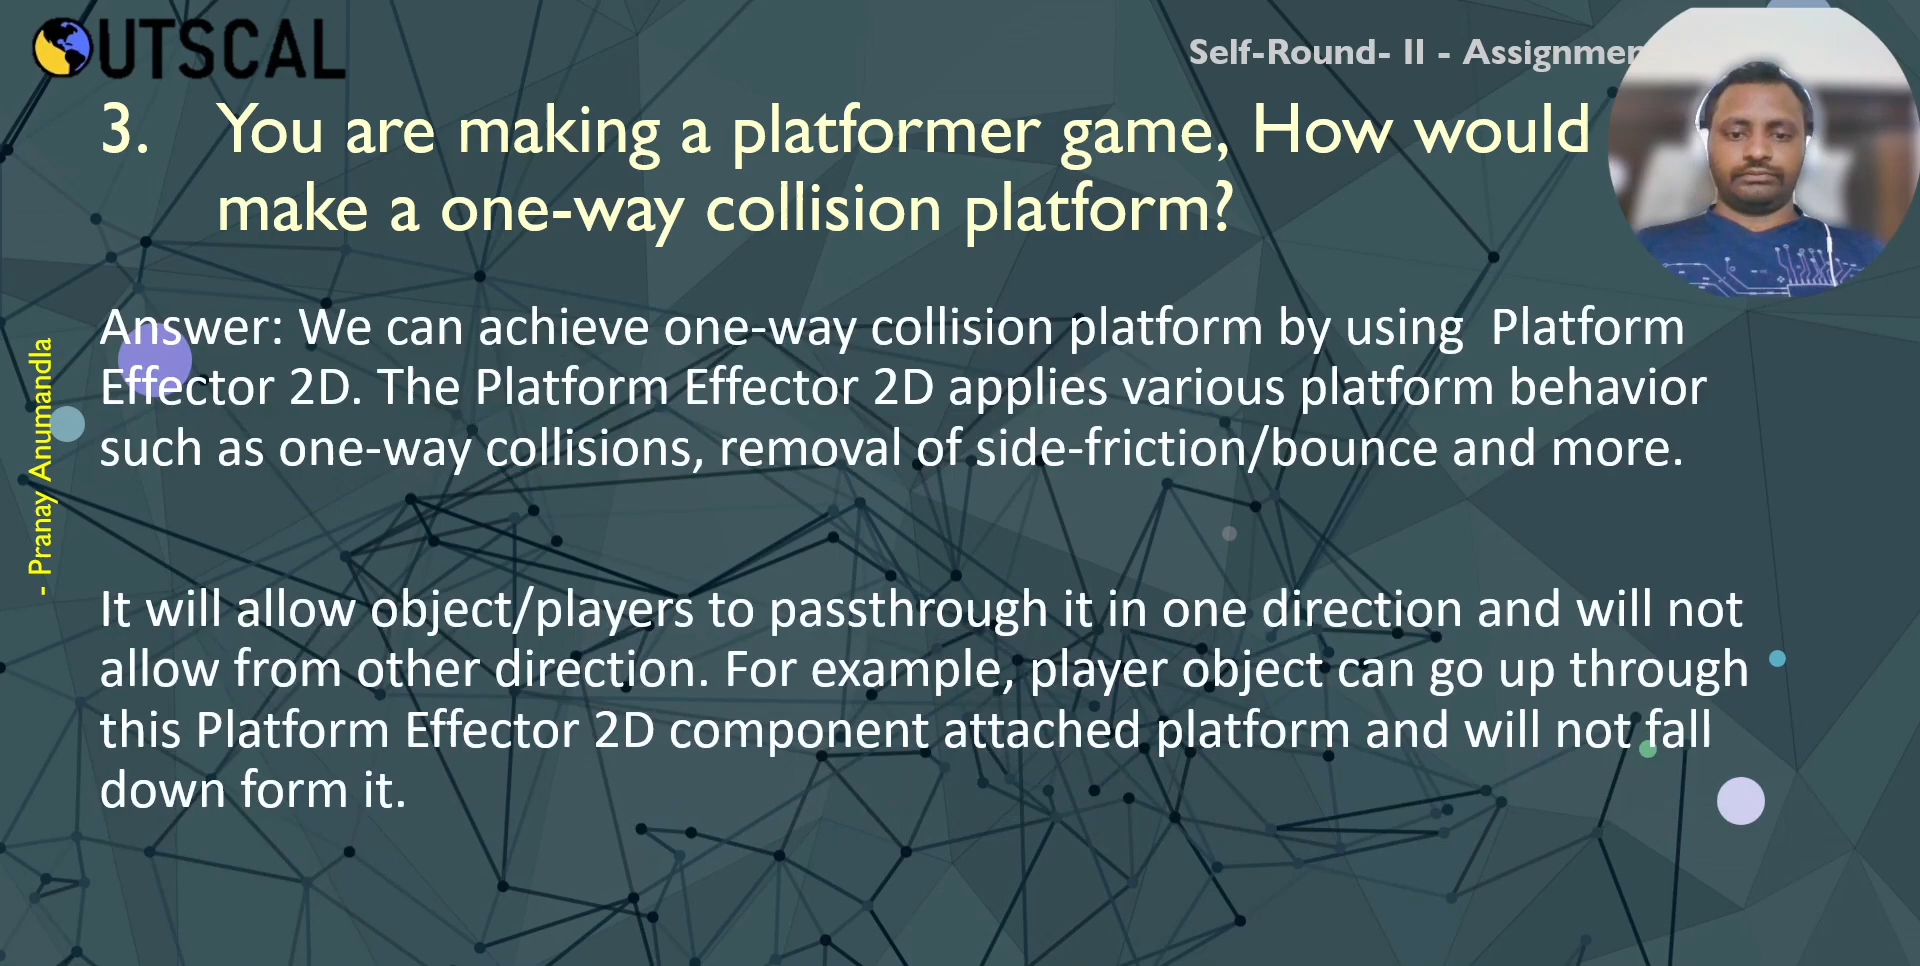 OUTSCAL
Self-Round- II - Assignmen
3. You are making a platformer game, How would
make a one-way collision platform?
Answer: We can achieve one-way collision platform by using  Platform
Effector 2D. The Platform Effector 2D applies various platform behavior
such as one-way collisions, removal of side-friction/bounce and more.
It will allow object/players to passthrough it in one direction and will not
allow from other direction. For example, player object can go up through
this Platform Effector 2D component attached platform and will not fall
down form it.
- Pranay Anumandla